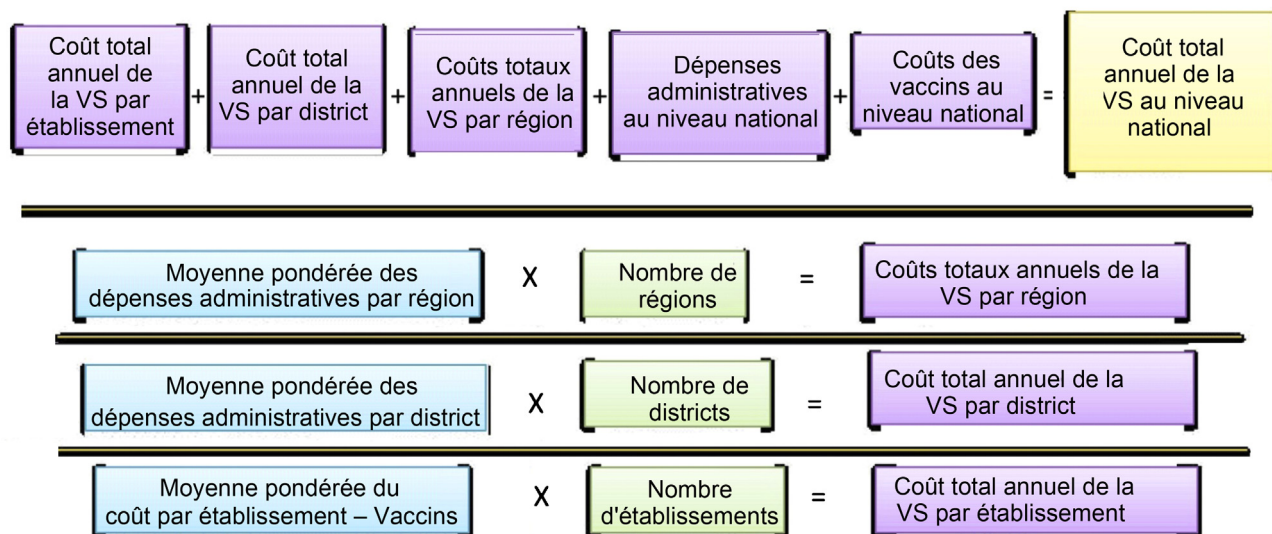 Coût total
annuel de
la VS par
établissement
+
Coût total
annuel de la
VS par district
+
Coûts totaux
annuels de la
VS par région
+
Dépenses
administratives
au niveau national
+
Coûts des
vaccins au
niveau national
=
Coût total
annuel de la
VS au niveau
national
Moyenne pondérée des
dépenses administratives par région
X
Nombre de
régions
=
Coûts totaux annuels de la
VS par région
Moyenne pondérée des
dépenses administratives par district
X
Nombre de
districts
=
Coût total annuel de la
VS par district
Moyenne pondérée du
coût par établissement – Vaccins
X
Nombre
d'établissements
=
Coût total annuel de la
VS par établissement